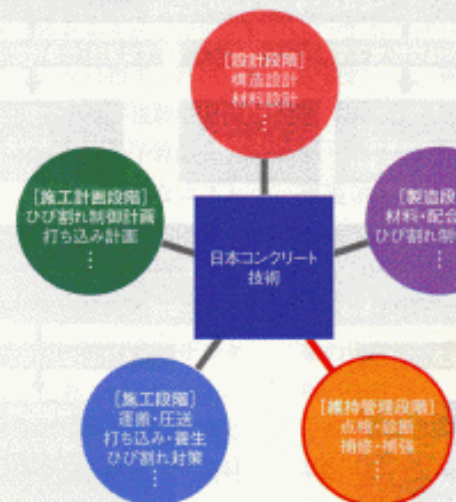 [設計段階]
構造設計
材料設計
⋮
[施工計画段階]
ひび割れ制御計画
打ち込み計画
⋮
[製造段
材料・配合
ひび割れ制
⋮
日本コンクリート
技術
[施工段階]
運搬・圧送
打ち込み・養生
ひび割れ対策
⋮
[維持管理段階]
点検・診断
補修・補強
⋮